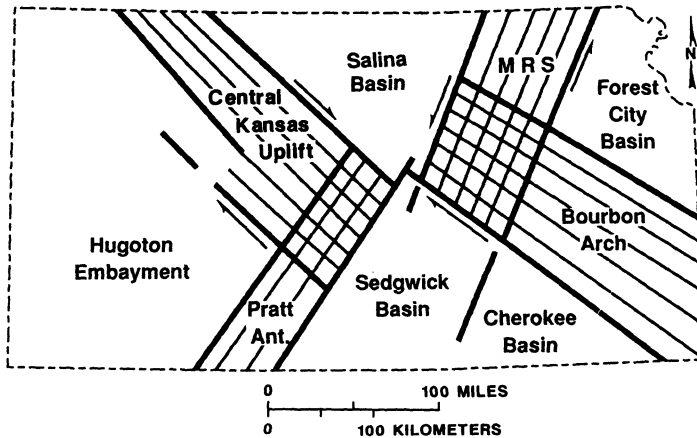 Salina
Basin
M R S
N
Forest
City
Basin
Central
Kansas
Uplift
Hugoton
Embayment
Bourbon
Arch
Sedgwick
Basin
Pratt
Ant.
Cherokee
Basin
0 100 MILES
0 100 KILOMETERS